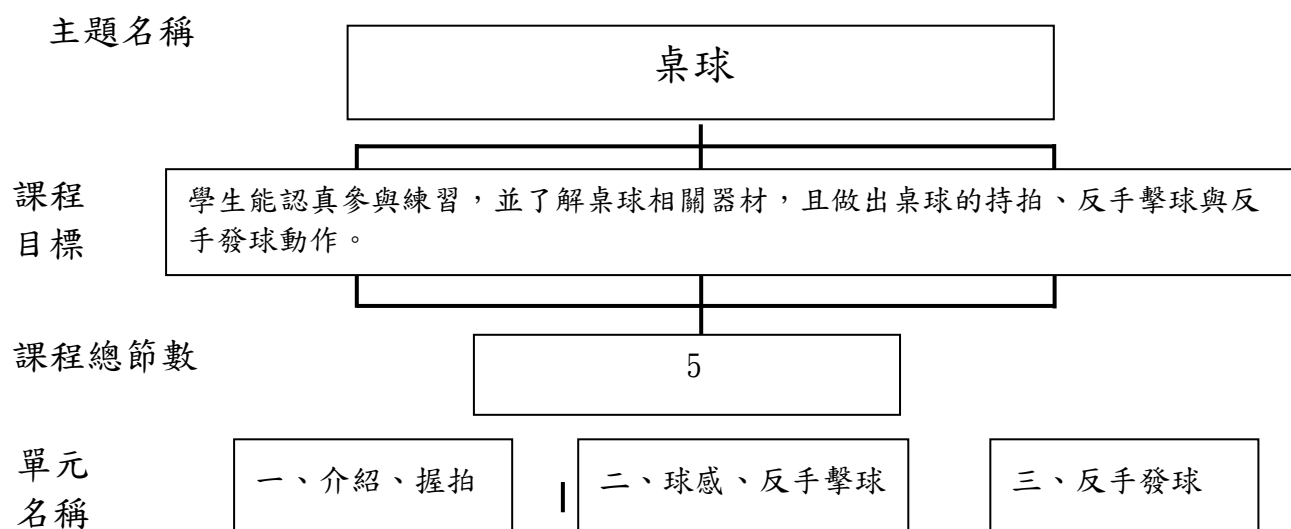 主題名稱
桌球
課程
目標
學生能認真參與練習，並了解桌球相關器材，且做出桌球的持拍、反手擊球與反
手發球動作。
課程總節數
5
單元
名稱
一、介紹、握拍
二、球感、反手擊球
三、反手發球